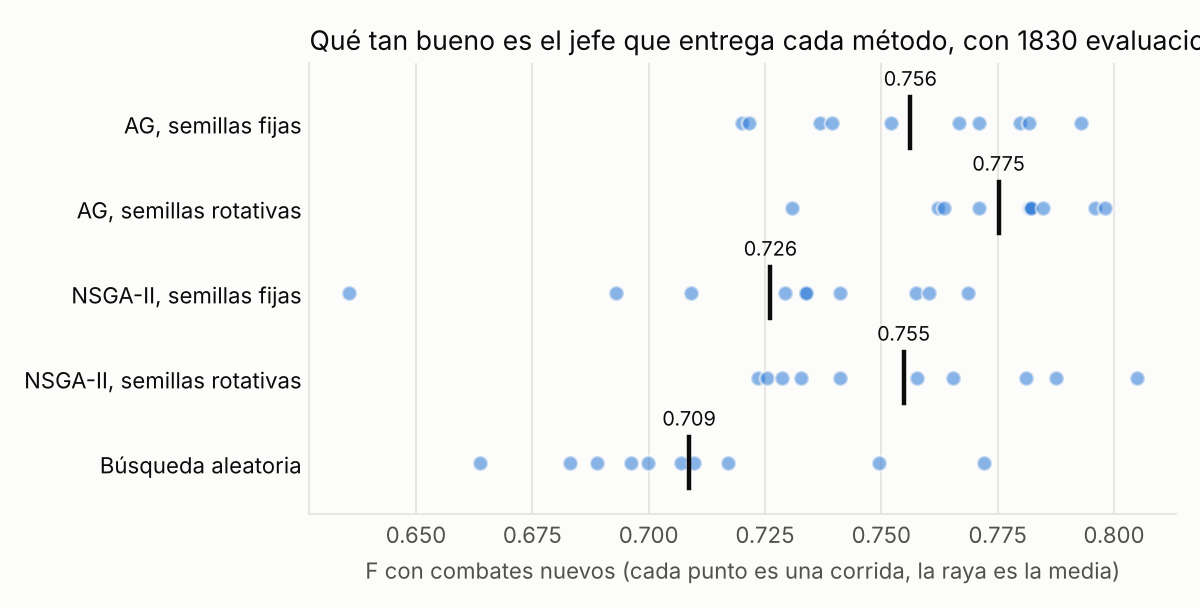 Qué tan bueno es el jefe que entrega cada método, con 1830
0.756
AG, semillas fijas
0.775
AG, semillas rotativas
0.726
NSGA-II, semillas fijas
0.755
NSGA-II, semillas rotativas
0.709
Búsqueda aleatoria
0.650 0.675 0.700 0.725 0.750 0.775 0.800
F con combates nuevos (cada punto es una corrida, la raya es la media)